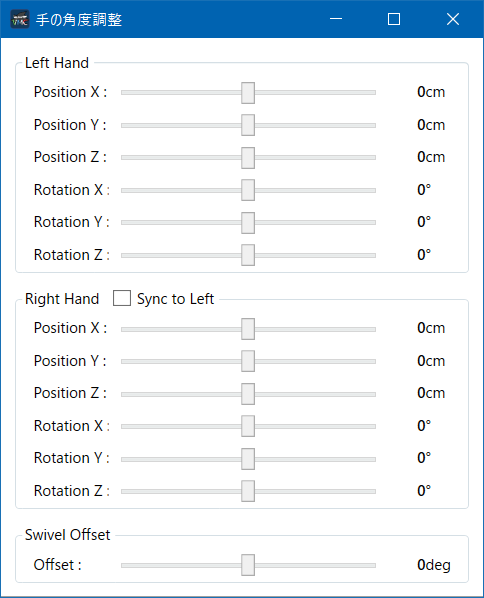 手の角度調整
Left Hand
Position X : 0cm
Position Y : 0cm
Position Z : 0cm
Rotation X : 0°
Rotation Y : 0°
Rotation Z : 0°
Right Hand Sync to Left
Position X : 0cm
Position Y : 0cm
Position Z : 0cm
Rotation X : 0°
Rotation Y : 0°
Rotation Z : 0°
Swivel Offset
Offset : 0deg